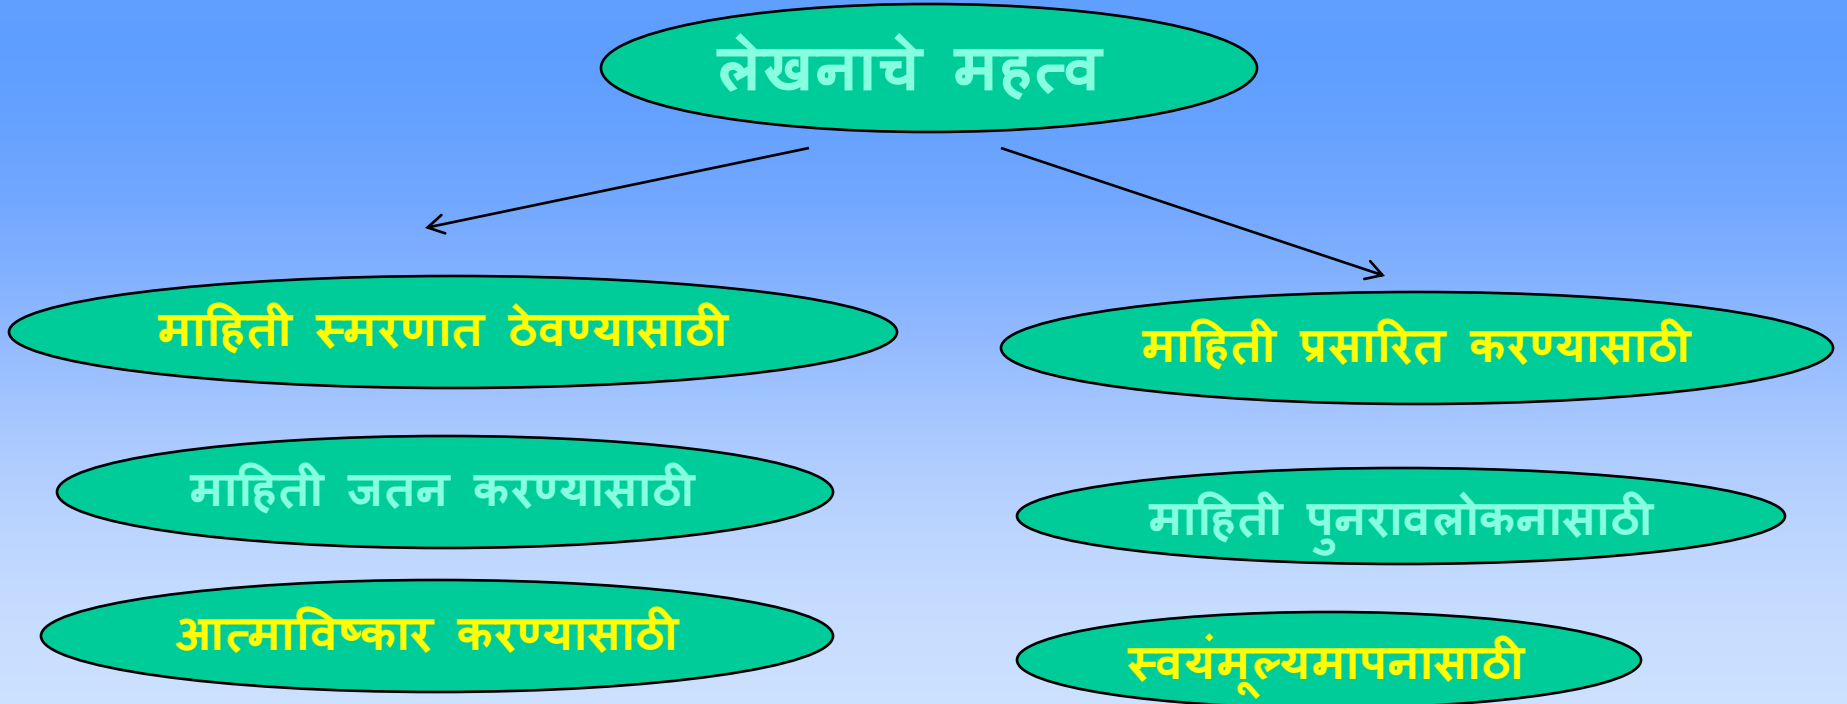 लेखनाचे महत्व
माहिती स्मरणात ठेवण्यासाठी
माहिती प्रसारित करण्यासाठी
माहिती जतन करण्यासाठी
माहिती पुनरावलोकनासाठी
आत्माविष्कार करण्यासाठी
स्वयंमूल्यमापनासाठी